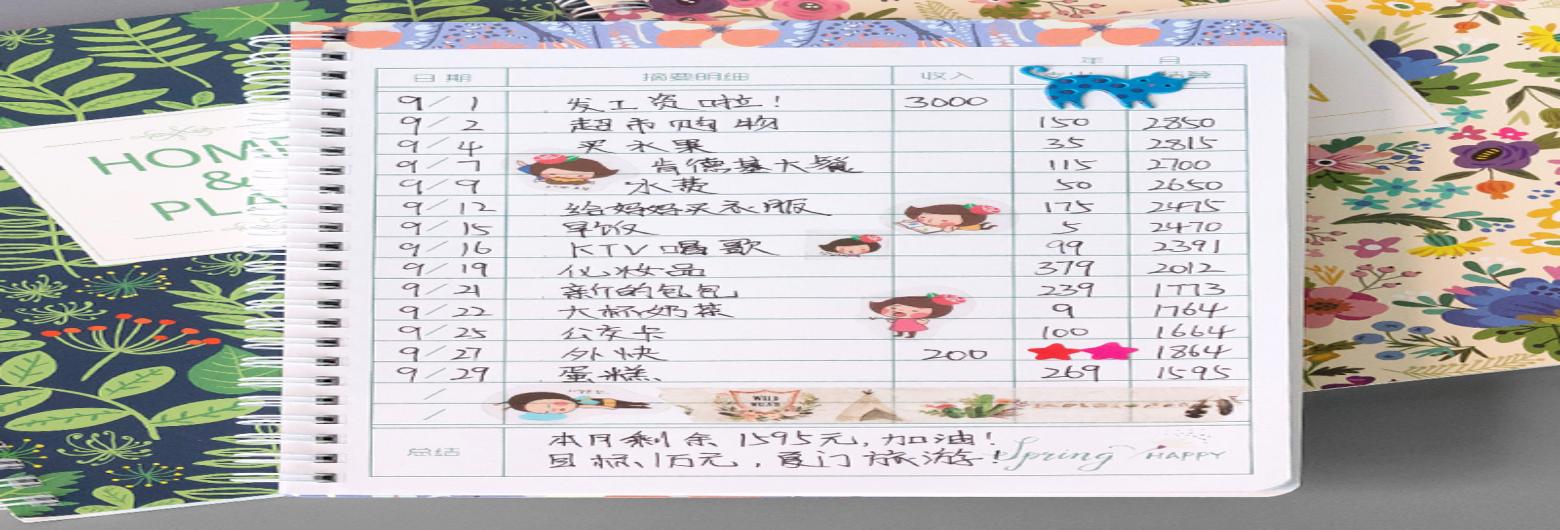 HOME
&
PLA
年 月
日期 摘要明细 收入
9/1 发工资啦! 3000
9/2 超市购物 150 2850
9/4 买水果 35 2815
9/7 肯德基大餐 115 2700
9/9 水费 50 2650
9/12 给妈妈买衣服 175 2475
9/15 早饭 5 2470
9/16 KTV唱歌 99 2391
9/19 化妆品 379 2012
9/21 新的包包 239 1773
9/22 大杯奶茶 9 1764
9/25 公交卡 100 1664
9/27 外快 200 1864
9/29 蛋糕 269 1595
/
/
WILD
总结 本月剩余1595元,加油!
目标1万元,厦门旅游!
Spring HAPPY